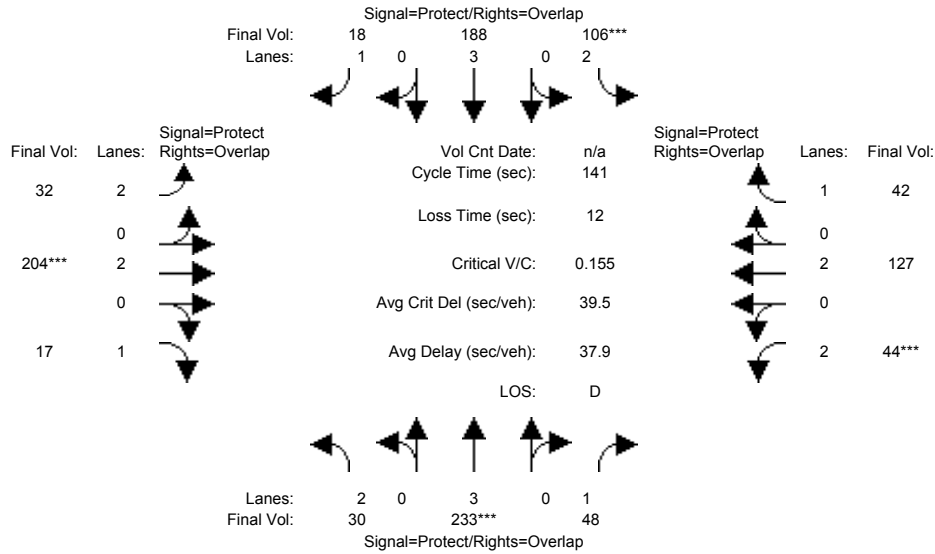 Signal=Protect/Rights=Overlap
Final Vol: 18 188 106***
Lanes: 1 0 3 0 2
Signal=Protect Signal=Protect
Final Vol: Lanes: Rights=Overlap Vol Cnt Date: n/a Rights=Overlap Lanes: Final Vol:
Cycle Time (sec): 141
32 2 1 42
Loss Time (sec): 12
0 0
204*** 2 Critical V/C: 0.155 2 127
0 Avg Crit Del (sec/veh): 39.5 0
17 1 Avg Delay (sec/veh): 37.9 2 44***
LOS: D
Lanes: 2 0 3 0 1
Final Vol: 30 233*** 48
Signal=Protect/Rights=Overlap